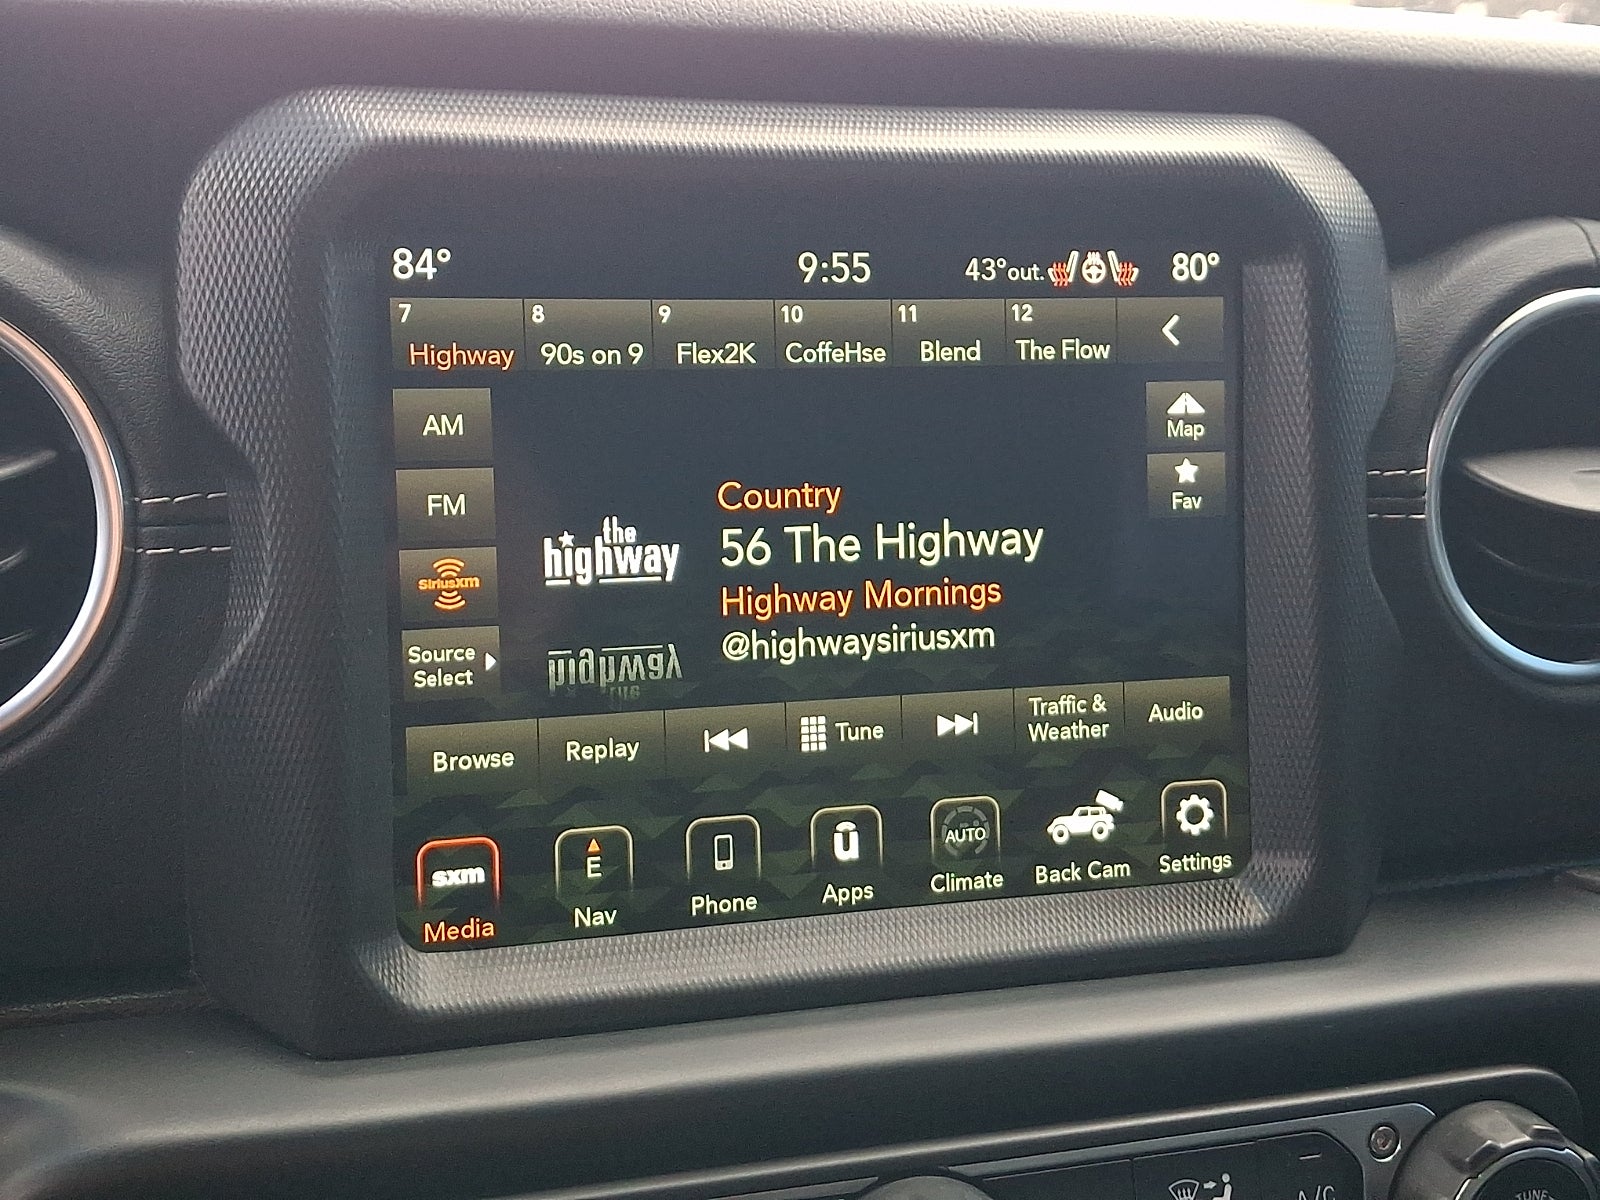 84° 9:55 43°out. 80°
7 8 9 10 11 12
Highway 90s on 9 Flex2K CoffeHse Blend The Flow
AM
Map
FM
Fav
the
highway
Country
56 The Highway
Highway Mornings
@highwaysiriusxm
SiriusXM
Source
Select
Browse Replay Tune Traffic &
Weather Audio
sxm E ū AUTO
Media Nav Phone Apps Climate Back Cam Settings
A/C
TUNE